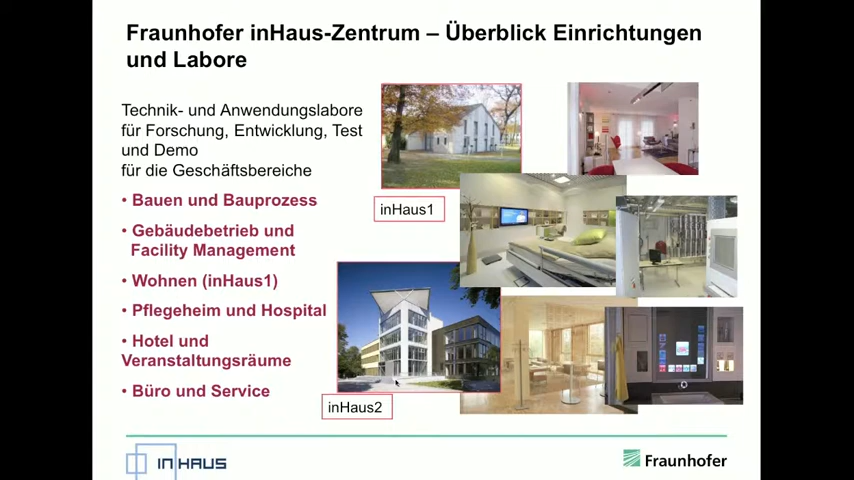 Fraunhofer inHaus-Zentrum – Überblick Einrichtungen
und Labore
Technik- und Anwendungslabore
für Forschung, Entwicklung, Test
und Demo
für die Geschäftsbereiche
• Bauen und Bauprozess
• Gebäudebetrieb und
Facility Management
• Wohnen (inHaus1)
• Pflegeheim und Hospital
• Hotel und
Veranstaltungsräume
• Büro und Service
inHaus1
inHaus2
INHAUS
Fraunhofer